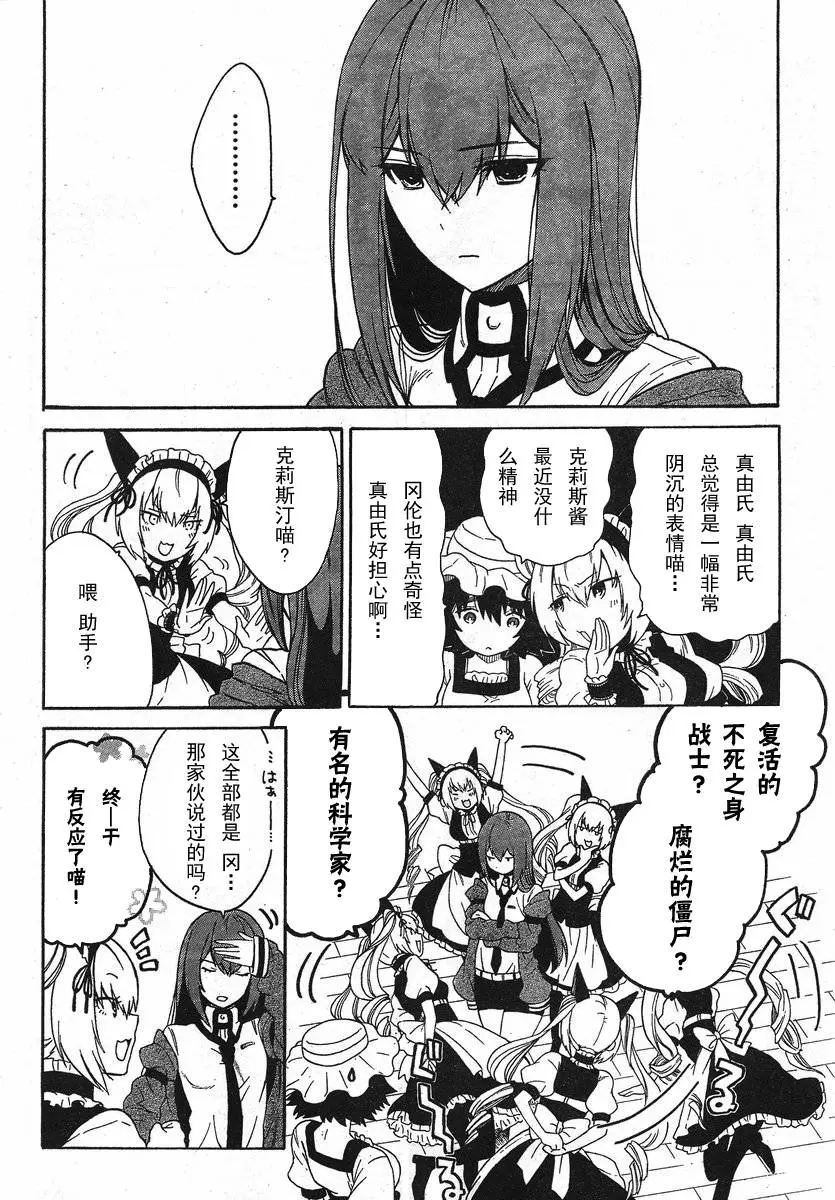 ………
真由氏 真由氏
总觉得是一幅非常
阴沉的表情喵…
克莉斯酱
最近没什
么精神
冈伦也有点奇怪
真由氏好担心啊…
克莉斯
汀喵?
喂 助手?
复活的
不死之身
战士?
腐烂的僵尸?
有名的科学家?
ぐる
ぐる
…はぁー
这全部都是 冈…
那家伙说过的吗?
终于
有反应了喵!